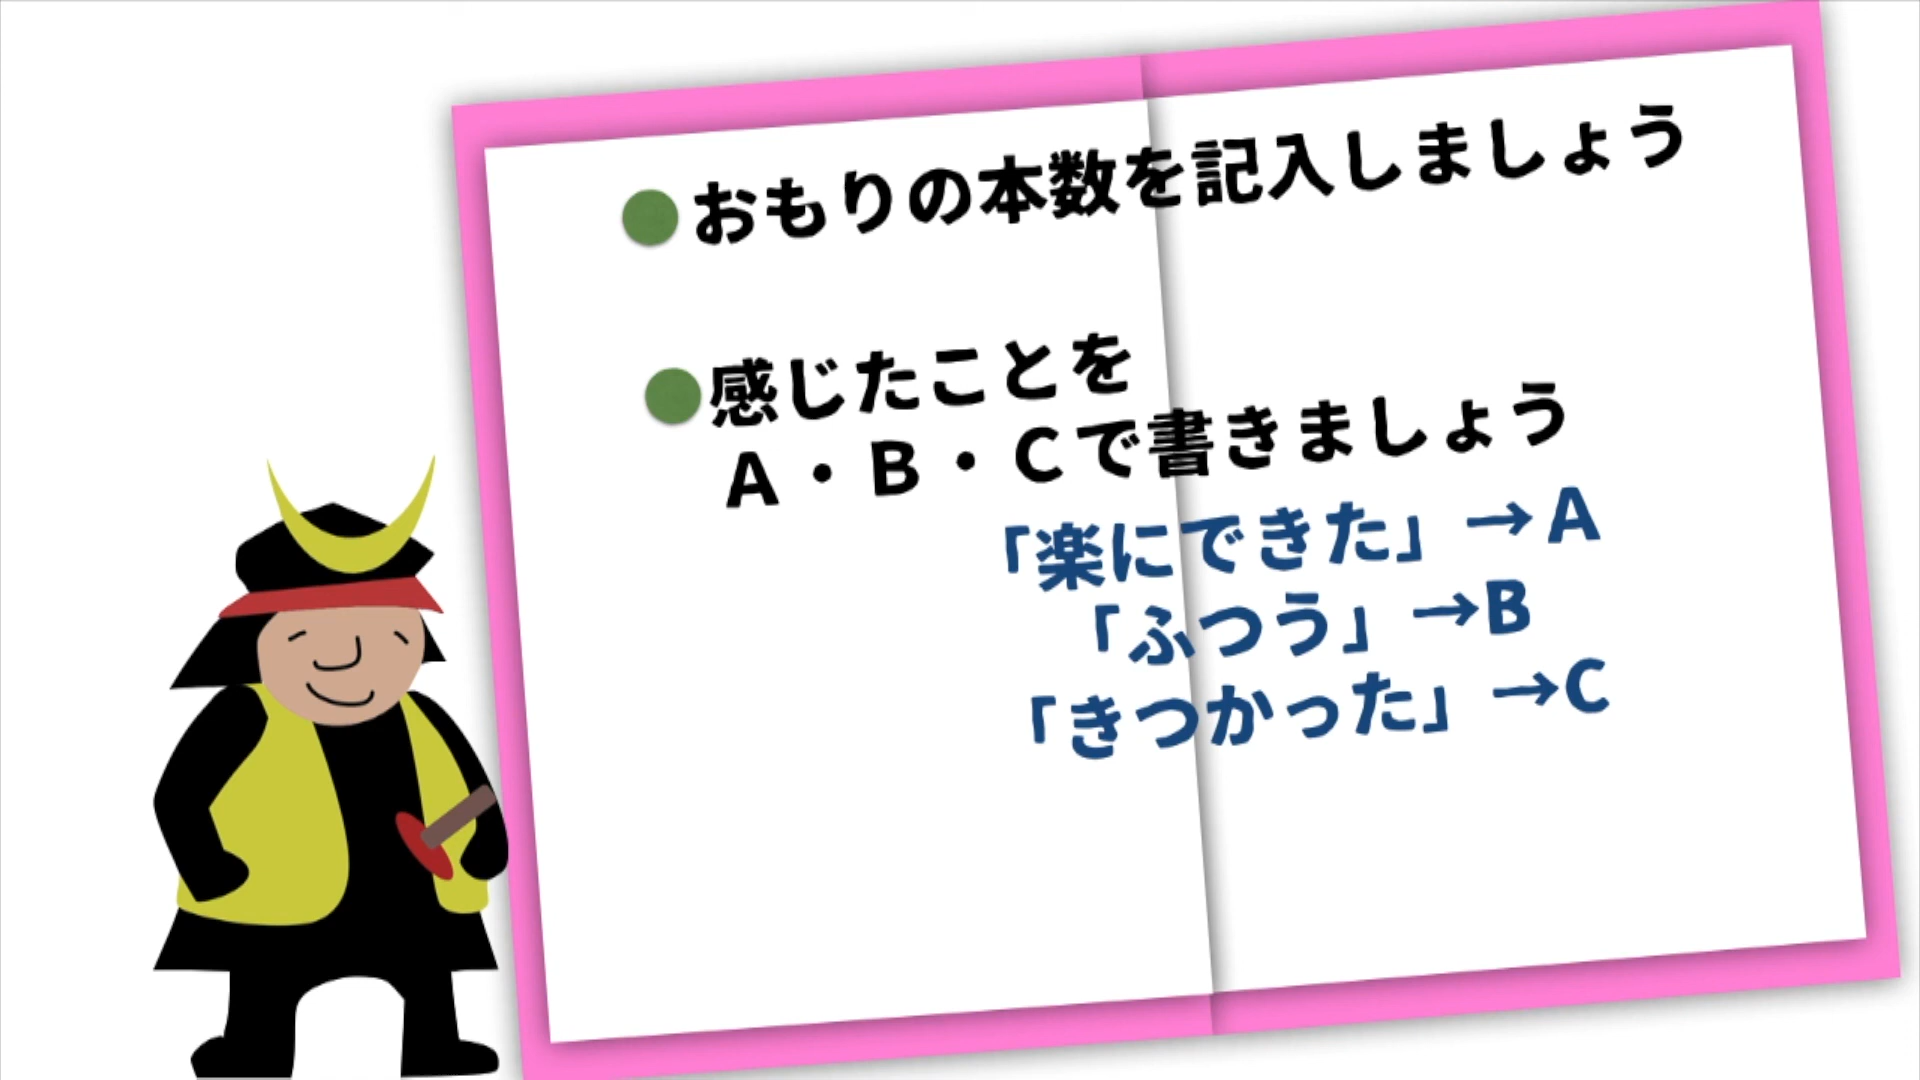 ●おもりの本数を記入しましょう
●感じたことを
A・B・Cで書きましょう
「楽にできた」→A
「ふつう」→B
「きつかった」→C